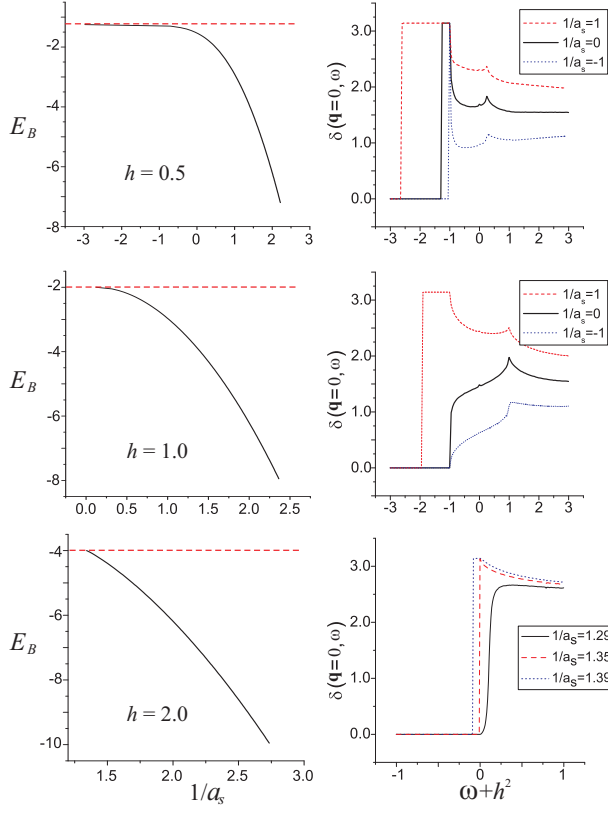 -2
-4
-6
-8
-3
-2
-1
0
1
2
3
E_B
h = 0.5
3.0
2.0
1.0
0.0
-3
-2
-1
0
1
2
3
δ (q=0, ω)
1/a_s=1
1/a_s=0
1/a_s=-1
-2
-4
-6
-8
0.0
0.5
1.0
1.5
2.0
2.5
E_B
h = 1.0
3.0
2.0
1.0
0.0
-3
-2
-1
0
1
2
3
δ (q=0, ω)
1/a_s=1
1/a_s=0
1/a_s=-1
-4
-6
-8
-10
1.5
2.0
2.5
3.0
E_B
h = 2.0
1/a_s
3.0
2.0
1.0
0.0
-1
0
1
δ (q=0, ω)
1/a_s=1.29
1/a_s=1.35
1/a_s=1.39
ω+h²